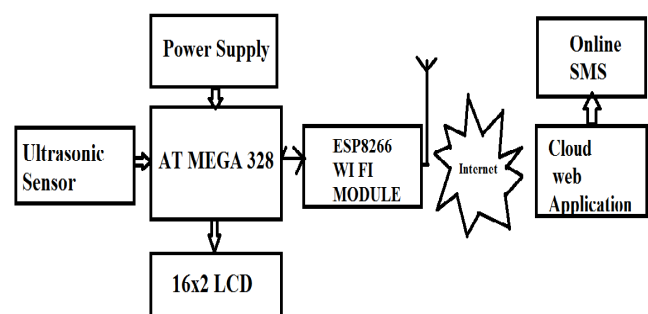 Power Supply
Online
SMS
Ultrasonic
Sensor
AT MEGA 328
ESP8266
WI FI
MODULE
Internet
Cloud
web
Application
16x2 LCD